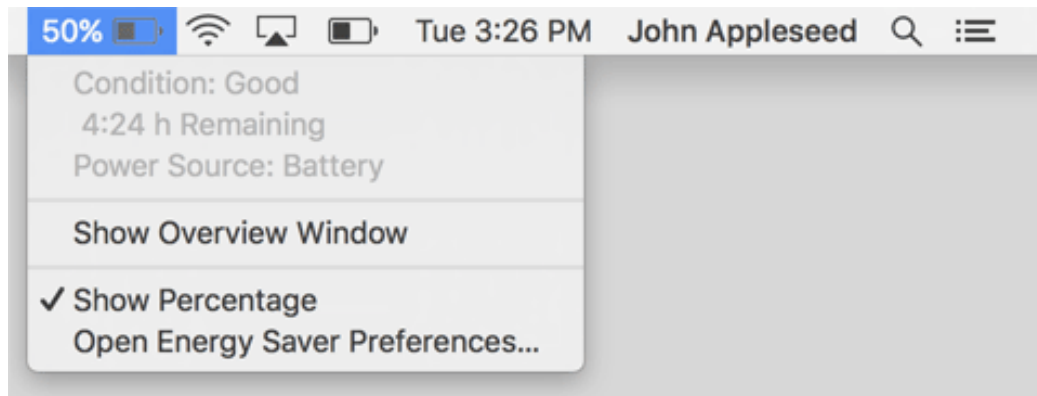 50% Tue 3:26 PM John Appleseed
Condition: Good
4:24 h Remaining
Power Source: Battery
Show Overview Window
✓ Show Percentage
Open Energy Saver Preferences...